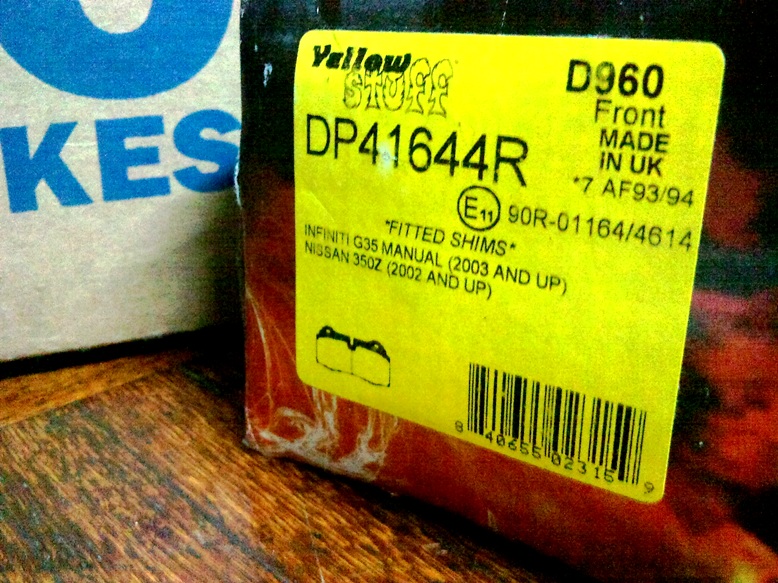 KES
Yellow
STUFF
D960
Front
MADE
IN UK
*7 AF93/94
DP41644R
E11 90R-01164/4614
*FITTED SHIMS*
INFINITI G35 MANUAL (2003 AND UP)
NISSAN 350Z (2002 AND UP)
8 40655 02315 9